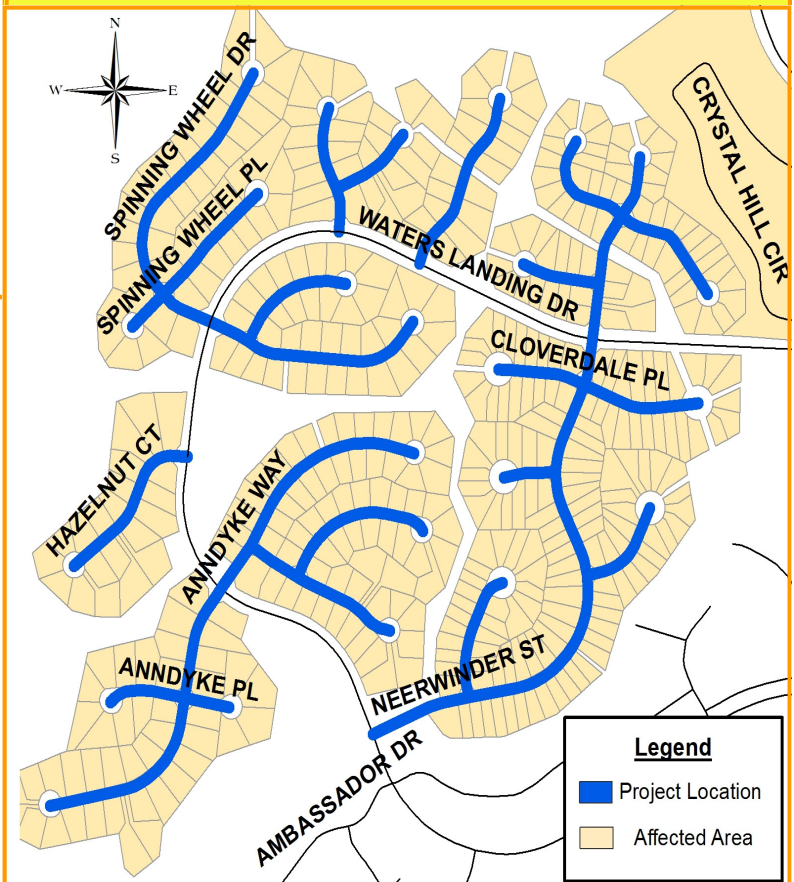 N
W E
S
SPINNING WHEEL DR
SPINNING WHEEL PL
WATERS LANDING DR
CRYSTAL HILL CIR
CLOVERDALE PL
HAZELNUT CT
ANNDYKE WAY
ANNDYKE PL
NEERWINDER ST
AMBASSADOR DR
Legend
Project Location
Affected Area